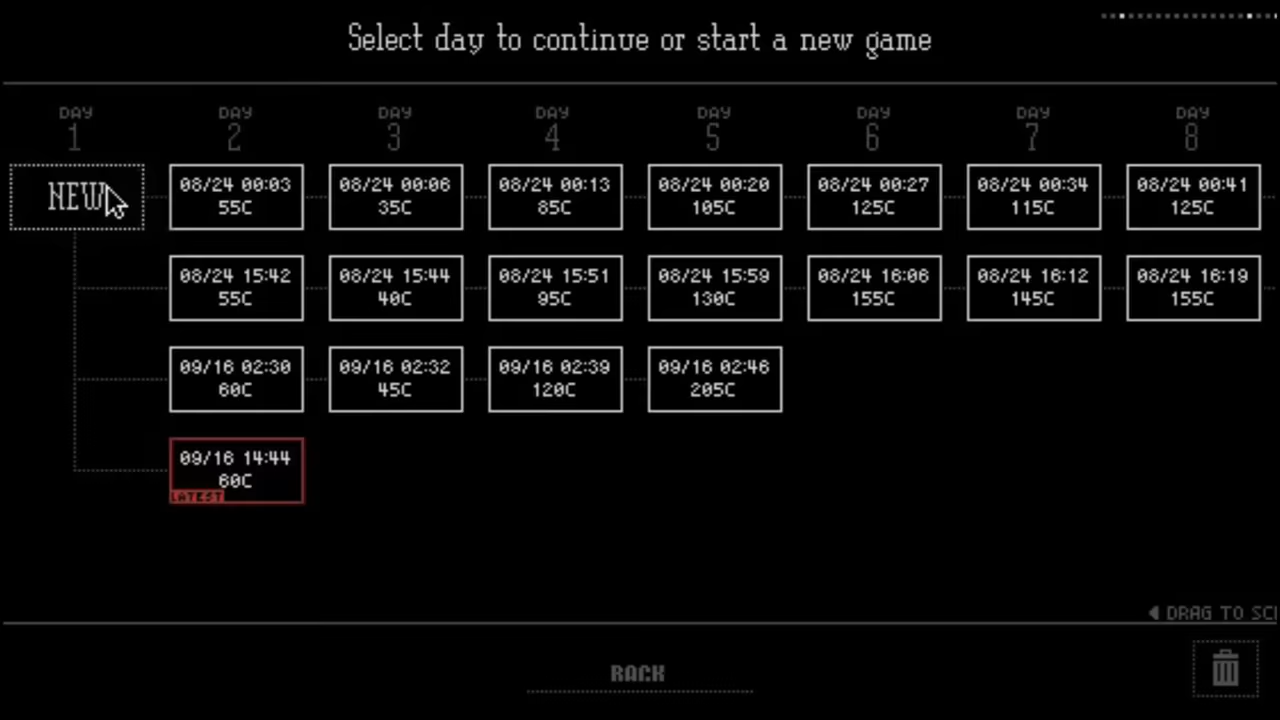 Select day to continue or start a new game
DAY DAY DAY DAY DAY DAY DAY DAY
1 2 3 4 5 6 7 8
NEW
08/24 00:03 08/24 00:06 08/24 00:13 08/24 00:20 08/24 00:27 08/24 00:34 08/24 00:41
55C 35C 85C 105C 125C 115C 125C
08/24 15:42 08/24 15:44 08/24 15:51 08/24 15:59 08/24 16:06 08/24 16:12 08/24 16:19
55C 40C 95C 130C 155C 145C 155C
09/16 02:30 09/16 02:32 09/16 02:39 09/16 02:46
60C 45C 120C 205C
09/16 14:44
60C
LATEST
DRAG TO SC
BACK